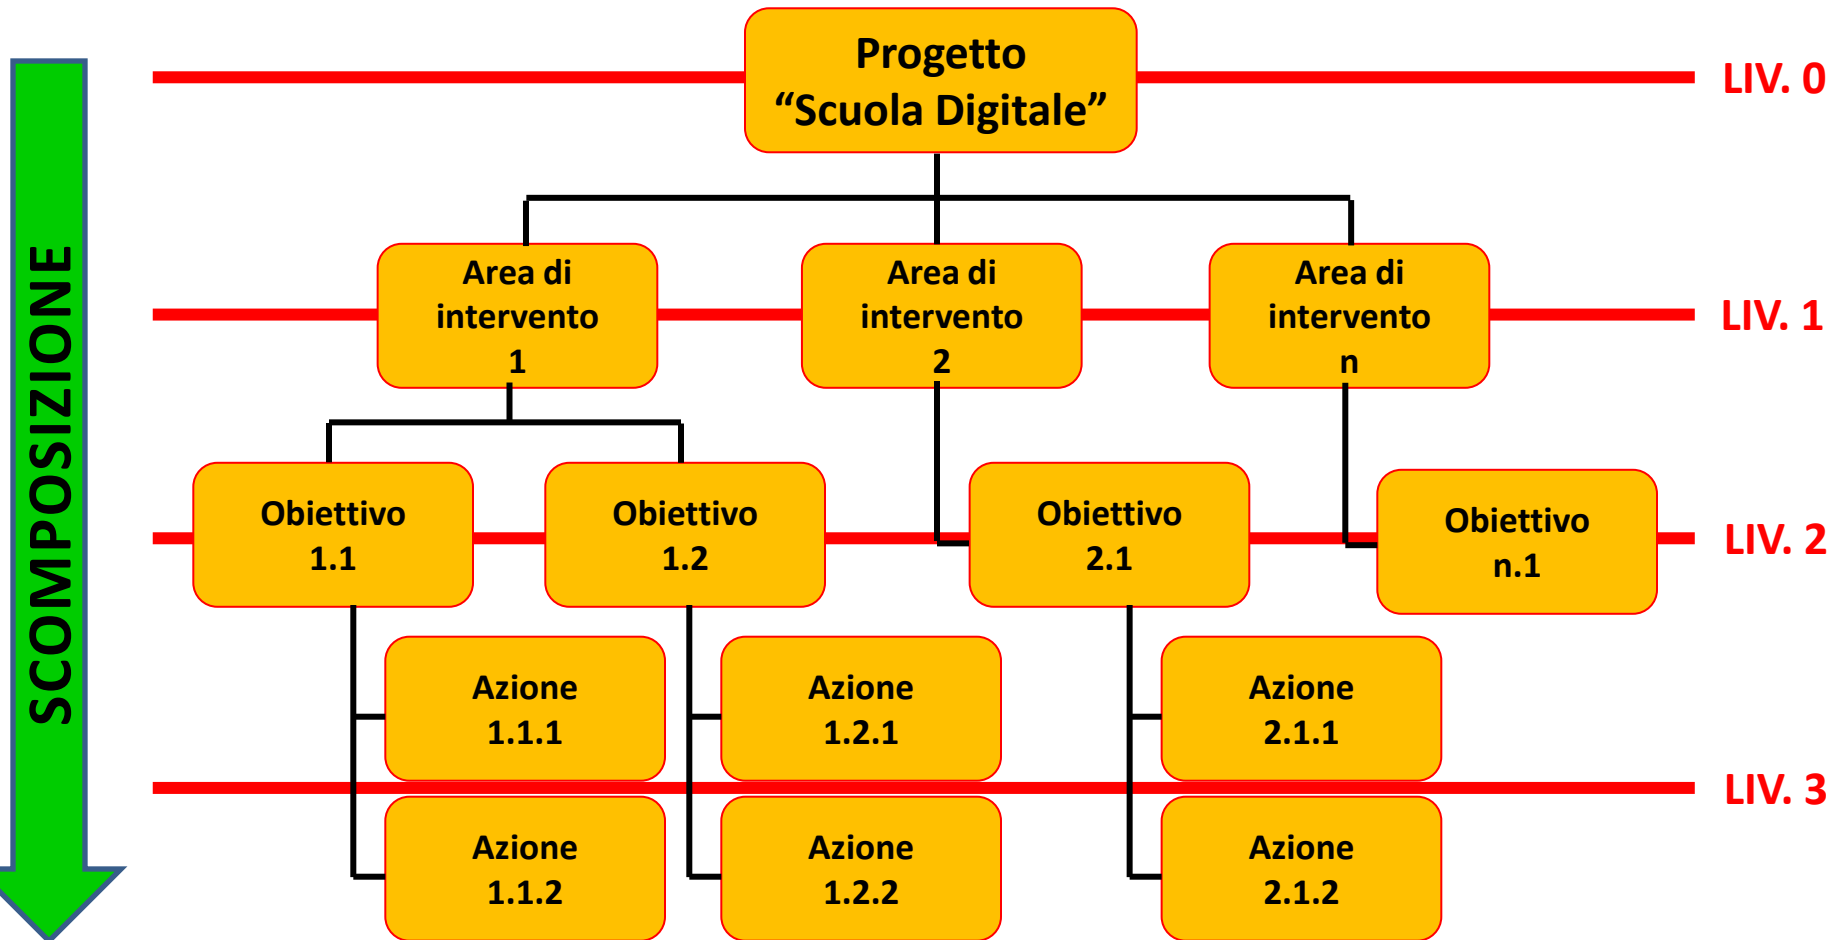 Progetto
“Scuola Digitale”
LIV. 0
SCOMPOSIZIONE
Area di
intervento
1
Area di
intervento
2
Area di
intervento
n
LIV. 1
Obiettivo
1.1
Obiettivo
1.2
Obiettivo
2.1
Obiettivo
n.1
LIV. 2
Azione
1.1.1
Azione
1.2.1
Azione
2.1.1
LIV. 3
Azione
1.1.2
Azione
1.2.2
Azione
2.1.2